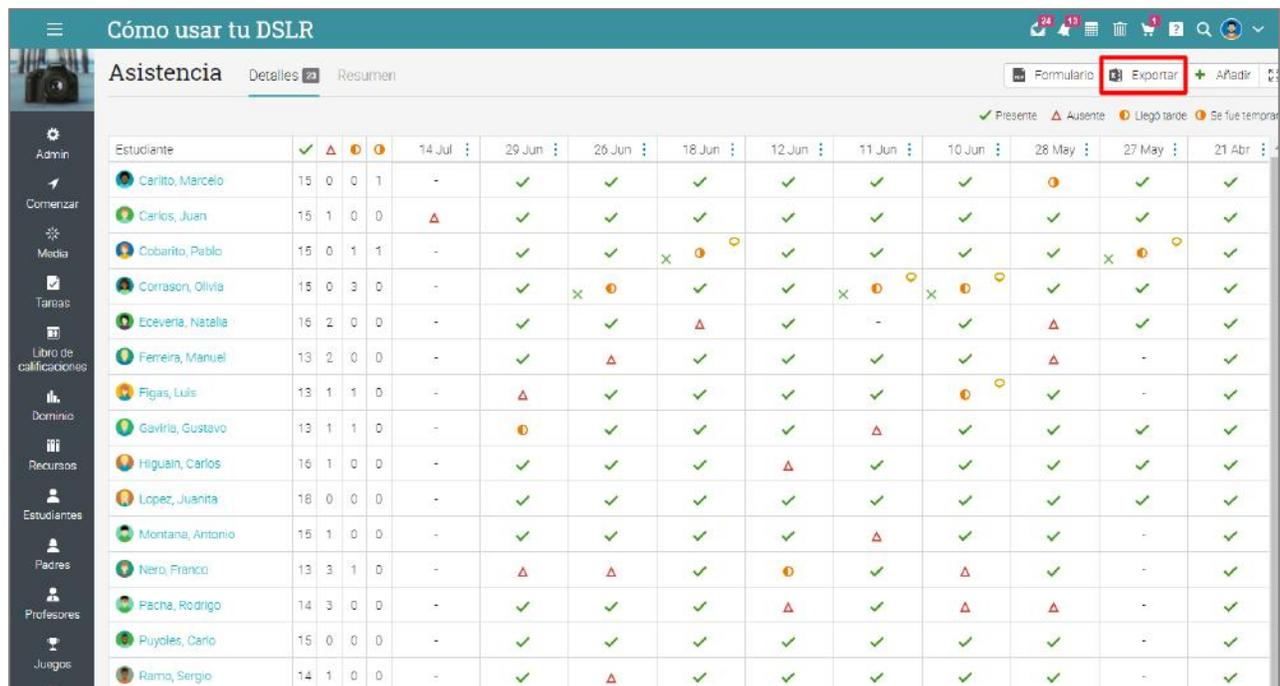 Cómo usar tu DSLR
24 13 1
Asistencia Detalles 23 Resumen
Formulario Exportar Añadir
Presente Ausente Llegó tarde Se fue tempran
Estudiante 14 Jul 29 Jun 26 Jun 18 Jun 12 Jun 11 Jun 10 Jun 28 May 27 May 21 Abr
Carlito, Marcelo 15 0 0 1 -
Carlos, Juan 15 1 0 0
Cobarito, Pablo 15 0 1 1 -
Corrason, Olivia 15 0 3 0 -
Eceveria, Natalia 16 2 0 0 - -
Ferreira, Manuel 13 2 0 0 - -
Figas, Luis 13 1 1 0 - -
Gaviria, Gustavo 13 1 1 0 -
Higuain, Carlos 16 1 0 0 -
Lopez, Juanita 18 0 0 0 -
Montana, Antonio 15 1 0 0 - -
Nero, Franco 13 3 1 0 - -
Pacha, Rodrigo 14 3 0 0 - -
Puyoles, Carlo 15 0 0 0 - -
Ramo, Sergio 14 1 0 0 - -
Admin
Comenzar
Media
Tareas
Libro de
calificaciones
Dominio
Recursos
Estudiantes
Padres
Profesores
Juegos